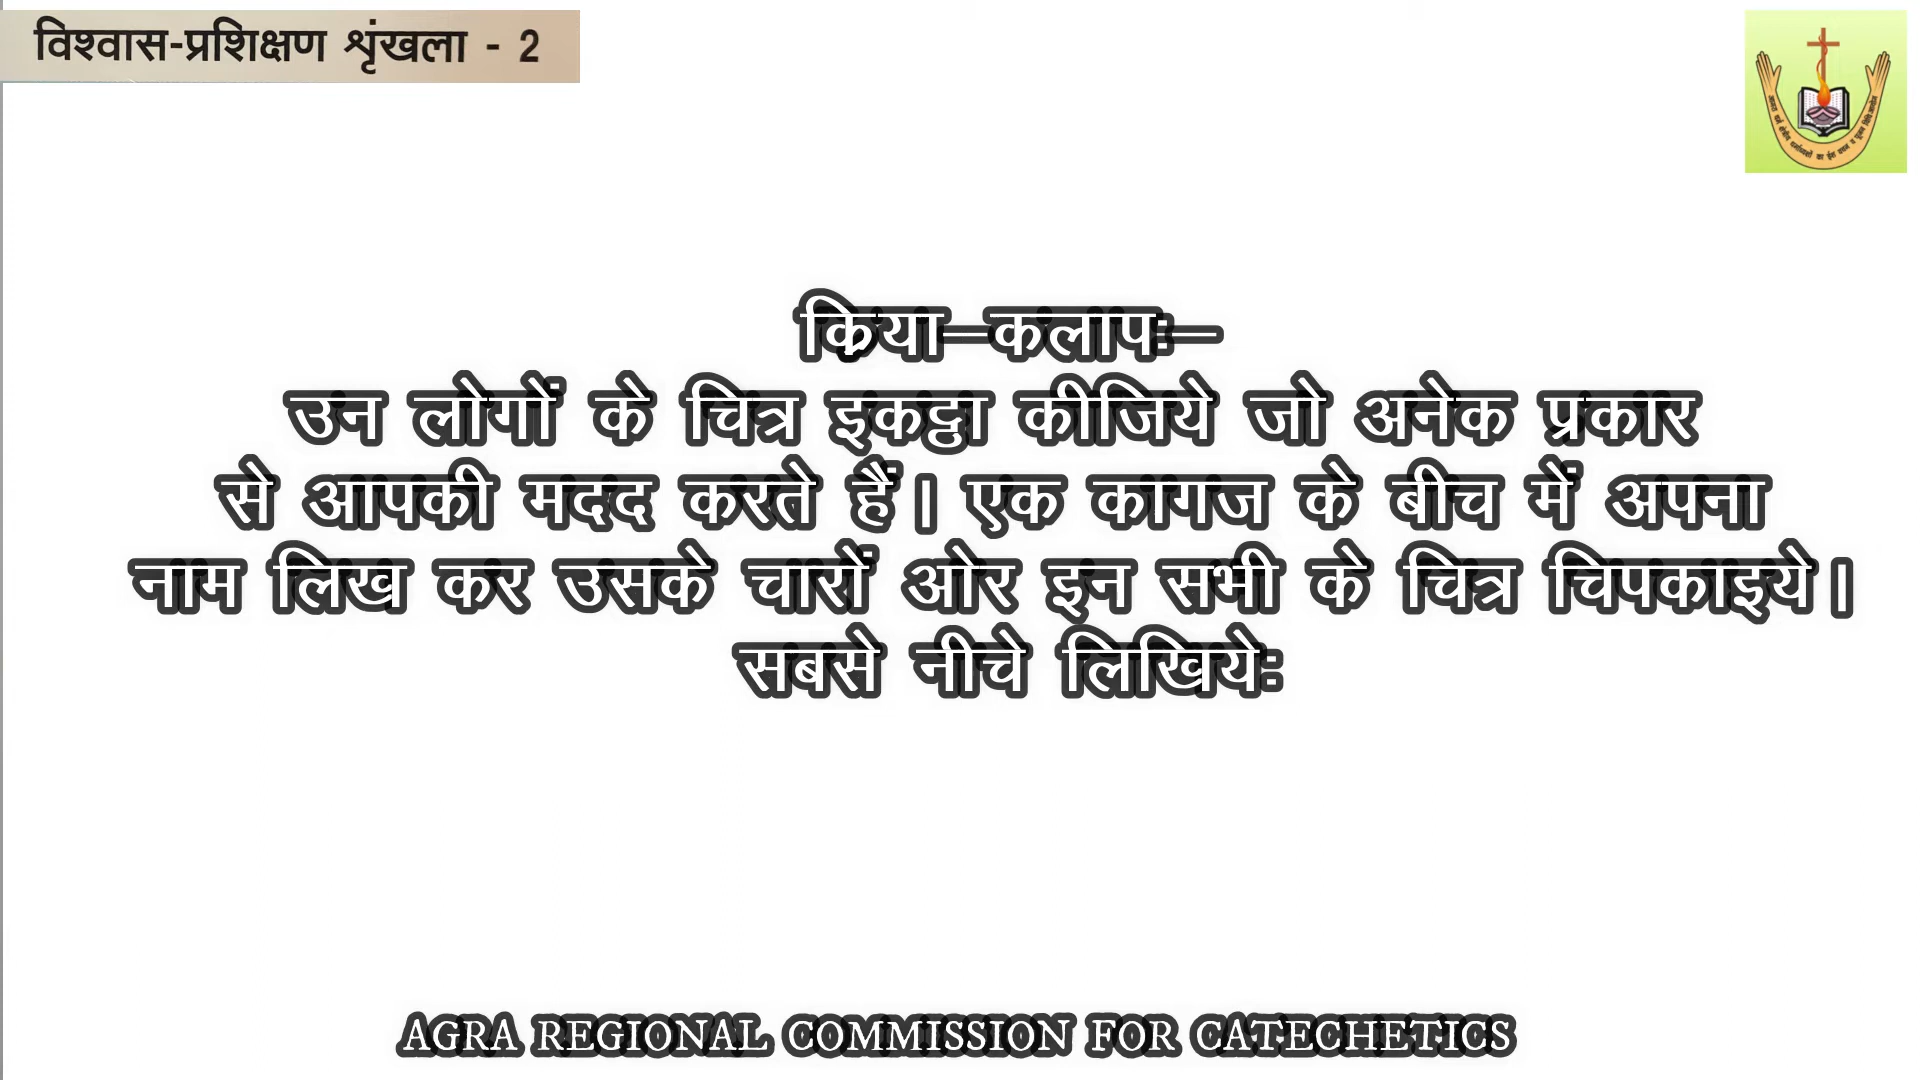 विश्वास-प्रशिक्षण श्रृंखला - 2
क्रिया–कलापः–
उन लोगों के चित्र इकट्ठा कीजिये जो अनेक प्रकार
से आपकी मदद करते हैं। एक कागज के बीच में अपना
नाम लिख कर उसके चारों ओर इन सभी के चित्र चिपकाइये।
सबसे नीचे लिखियेः
AGRA REGIONAL COMMISSION FOR CATECHETICS